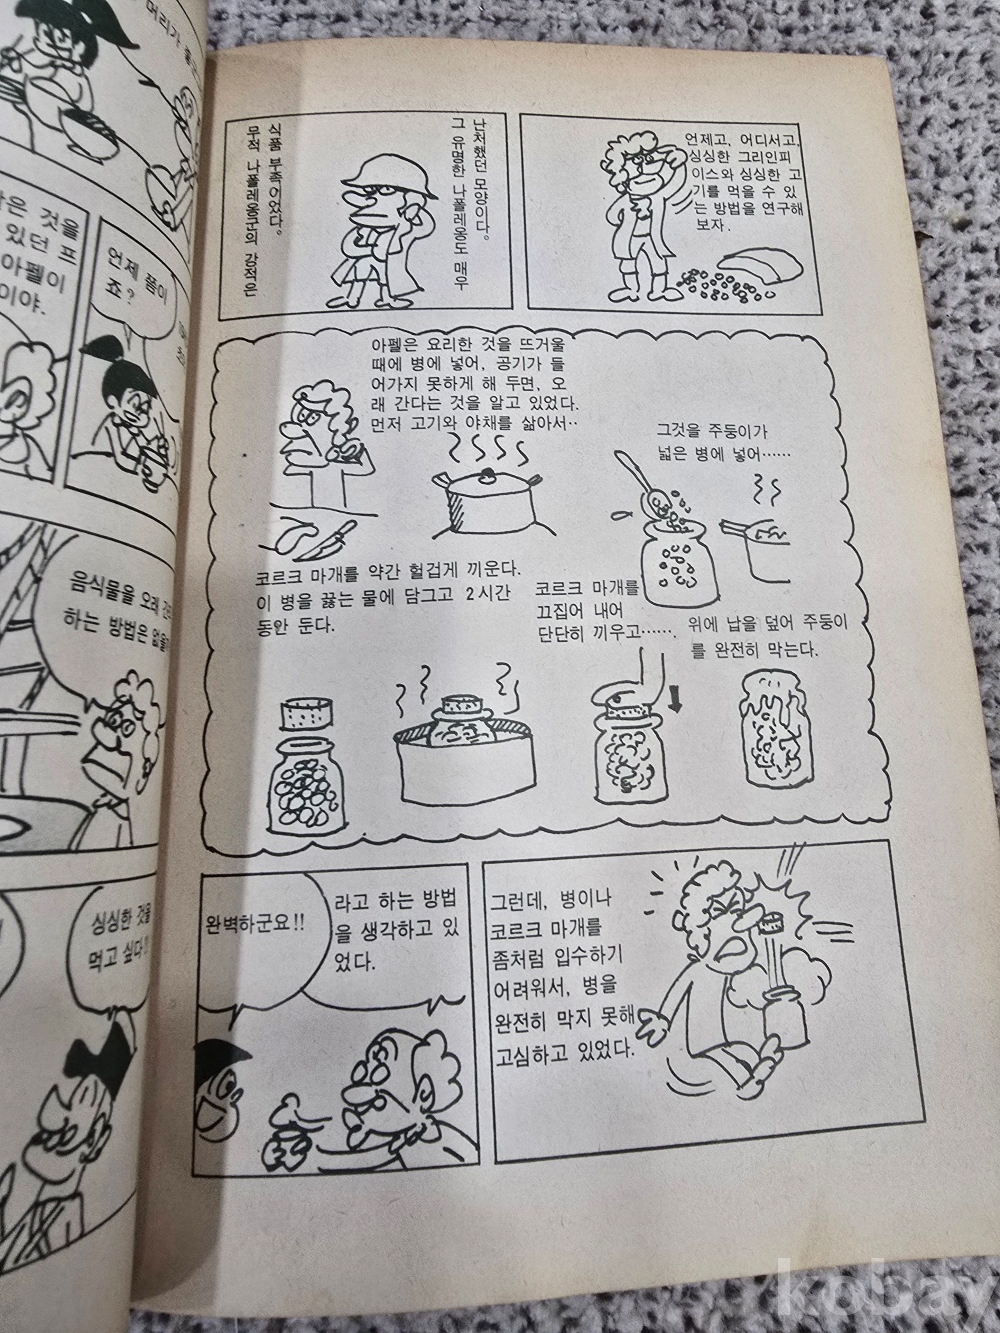 머리가
것을
있던 프
아펠이
이야.
언제 쯤이
죠?
음식물을 오래
하는 방법은
싱싱한 것을
먹고 싶다!!
무적 나폴레옹군의 강적은
식품 부족이었다.
그 유명한 나폴레옹도 매우
난처했던 모양이다.
언제고, 어디서고,
싱싱한 그리인피
이스와 싱싱한 고
기를 먹을 수 있
는 방법을 연구해
보자.
아펠은 요리한 것을 뜨거울
때에 병에 넣어, 공기가 들
어가지 못하게 해 두면, 오
래 간다는 것을 알고 있었다.
먼저 고기와 야채를 삶아서‥
그것을 주둥이가
넓은 병에 넣어……
코르크 마개를 약간 헐겁게 끼운다.
이 병을 끓는 물에 담그고 2시간
동안 둔다.
코르크 마개를
끄집어 내어
단단히 끼우고…….
위에 납을 덮어 주둥이
를 완전히 막는다.
완벽하군요!!
라고 하는 방법
을 생각하고 있
었다.
그런데, 병이나
코르크 마개를
좀처럼 입수하기
어려워서, 병을
완전히 막지 못해
고심하고 있었다.
kobay